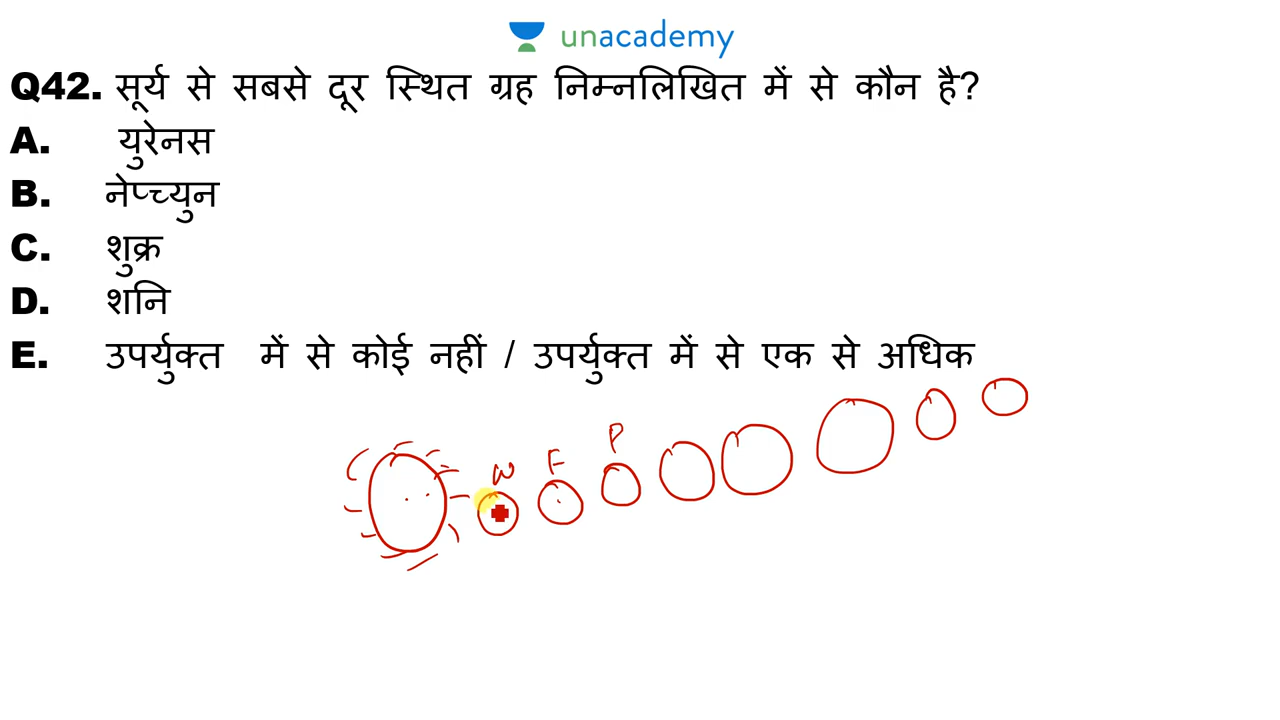 unacademy
Q42. सूर्य से सबसे दूर स्थित ग्रह निम्नलिखित में से कौन है?
A. युरेनस
B. नेप्च्युन
C. शुक्र
D. शनि
E. उपर्युक्त में से कोई नहीं / उपर्युक्त में से एक से अधिक
P